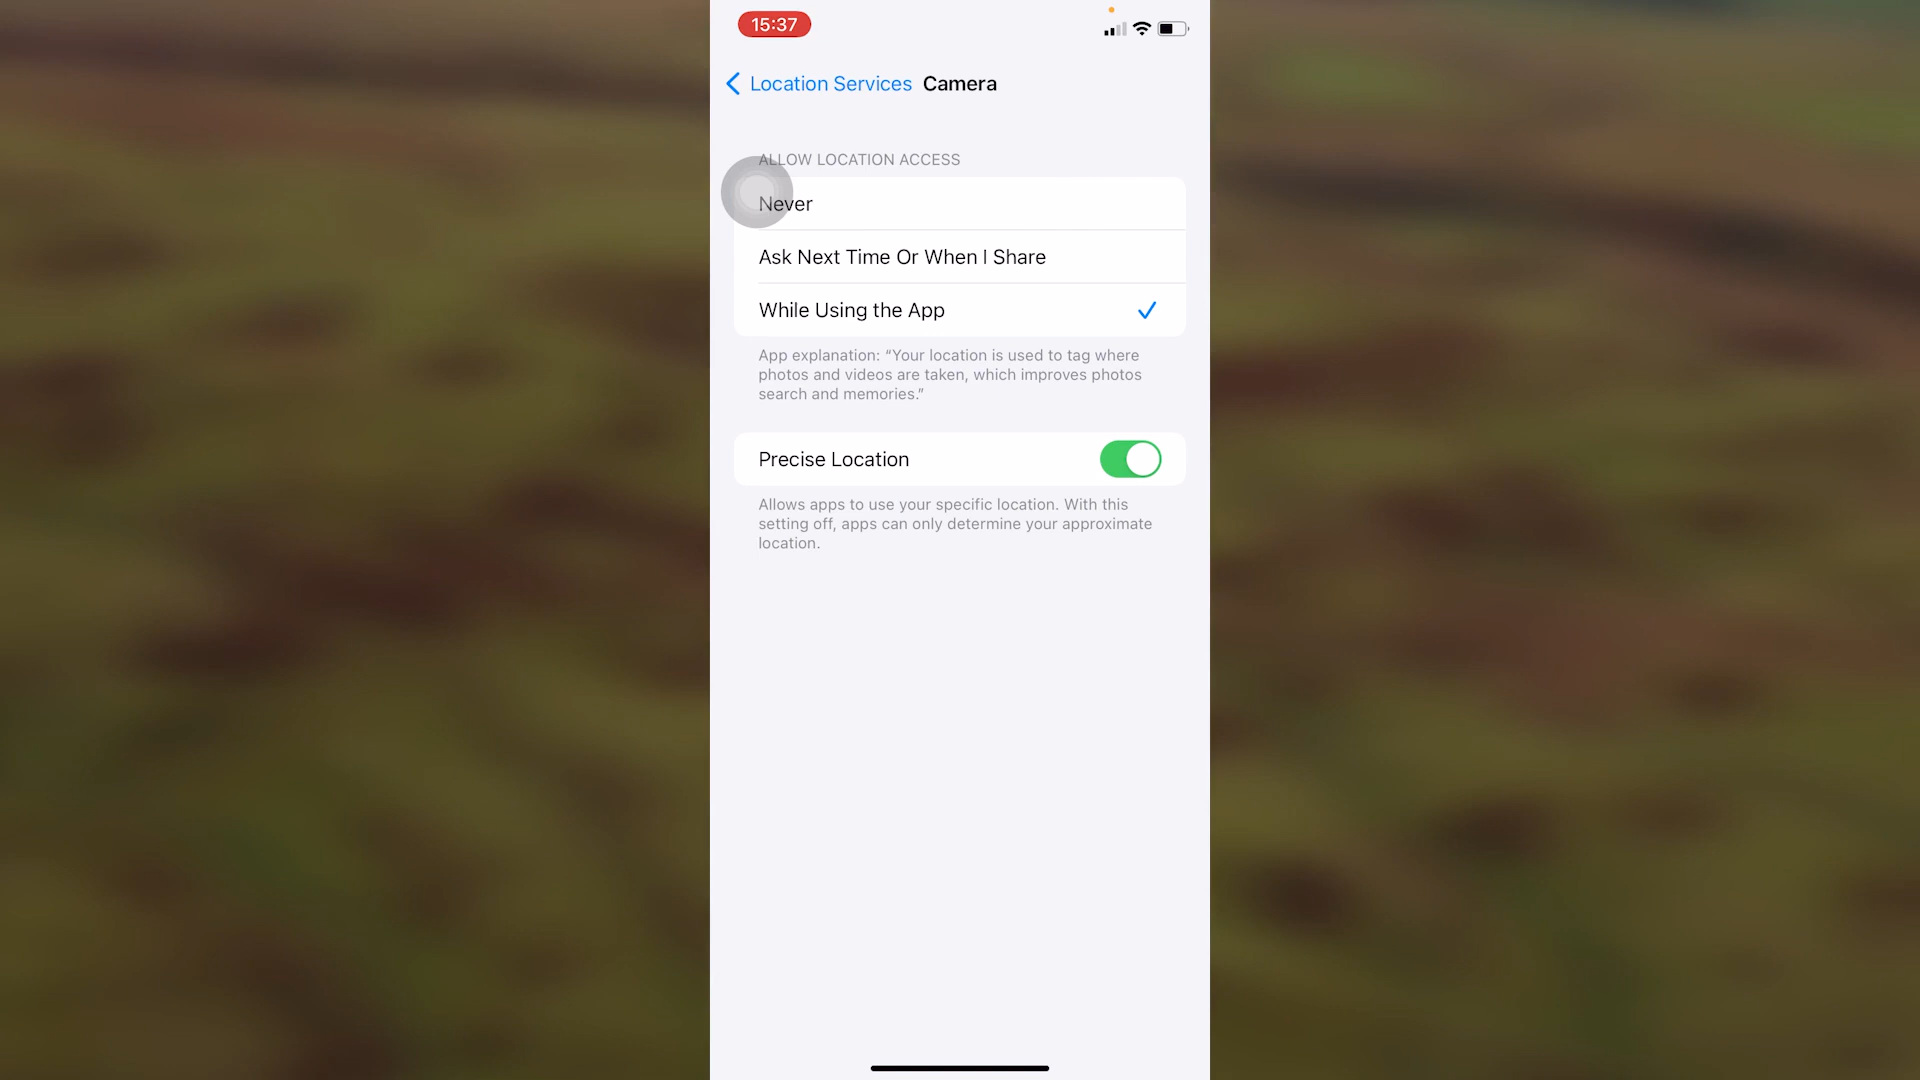 15:37
Location Services Camera
ALLOW LOCATION ACCESS
Never
Ask Next Time Or When I Share
While Using the App
App explanation: “Your location is used to tag where
photos and videos are taken, which improves photos
search and memories.”
Precise Location
Allows apps to use your specific location. With this
setting off, apps can only determine your approximate
location.